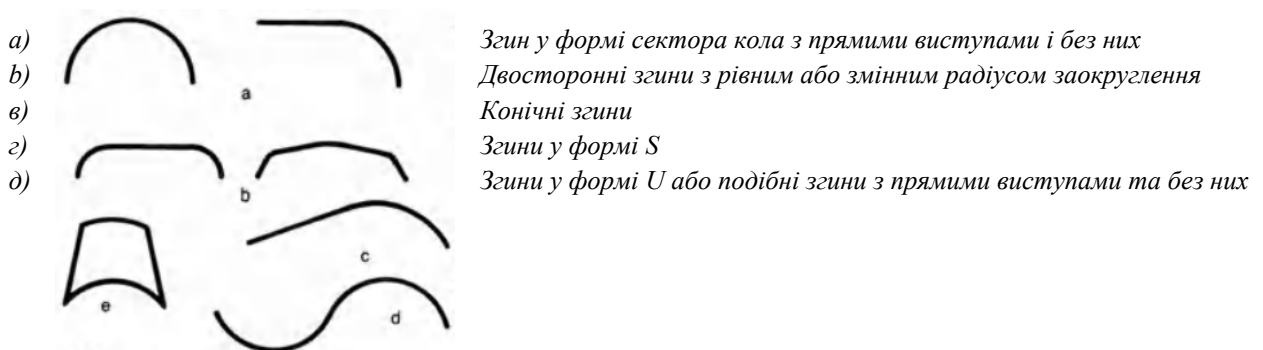 а) Згин у формі сектора кола з прямими виступами і без них
b) Двосторонні згини з рівним або змінним радіусом заокруглення
в) Конічні згини
г) Згини у формі S
д) Згини у формі U або подібні згини з прямими виступами та без них
a
b
c
e
d